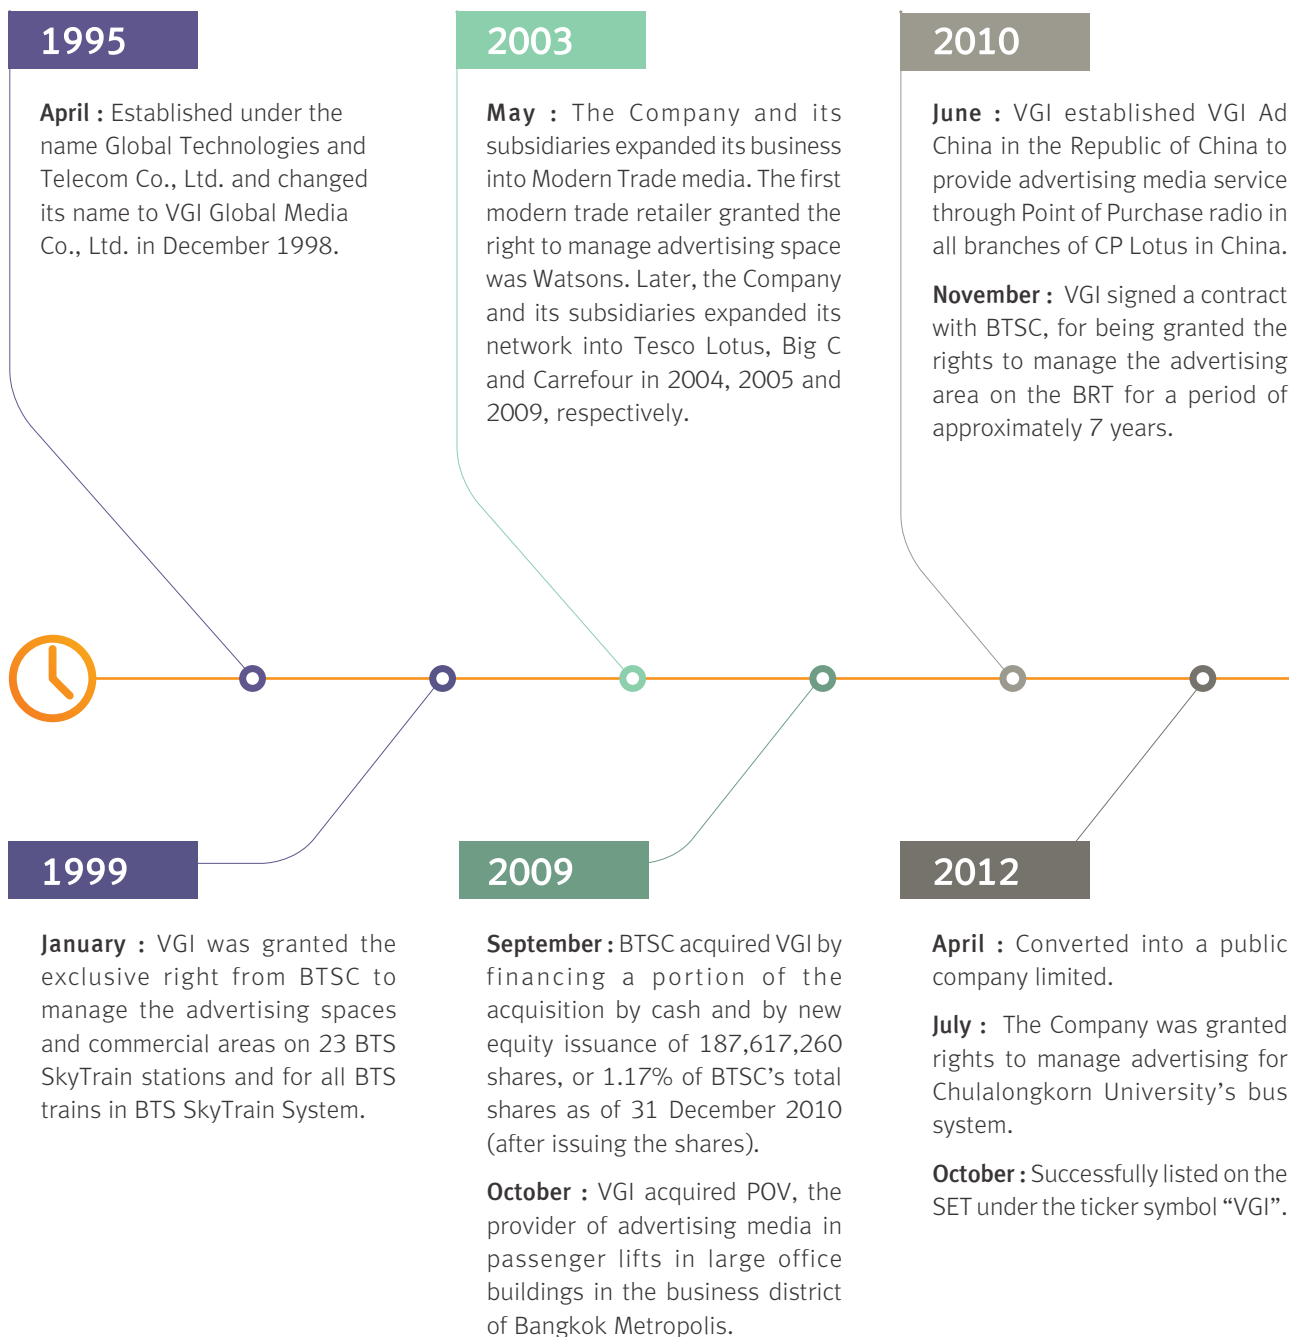 1995
April : Established under the
name Global Technologies and
Telecom Co., Ltd. and changed
its name to VGI Global Media
Co., Ltd. in December 1998.
2003
May : The Company and its
subsidiaries expanded its business
into Modern Trade media. The first
modern trade retailer granted the
right to manage advertising space
was Watsons. Later, the Company
and its subsidiaries expanded its
network into Tesco Lotus, Big C
and Carrefour in 2004, 2005 and
2009, respectively.
2010
June : VGI established VGI Ad
China in the Republic of China to
provide advertising media service
through Point of Purchase radio in
all branches of CP Lotus in China.
November : VGI signed a contract
with BTSC, for being granted the
rights to manage the advertising
area on the BRT for a period of
approximately 7 years.
1999
January : VGI was granted the
exclusive right from BTSC to
manage the advertising spaces
and commercial areas on 23 BTS
SkyTrain stations and for all BTS
trains in BTS SkyTrain System.
2009
September : BTSC acquired VGI by
financing a portion of the
acquisition by cash and by new
equity issuance of 187,617,260
shares, or 1.17% of BTSC’s total
shares as of 31 December 2010
(after issuing the shares).
October : VGI acquired POV, the
provider of advertising media in
passenger lifts in large office
buildings in the business district
of Bangkok Metropolis.
2012
April : Converted into a public
company limited.
July : The Company was granted
rights to manage advertising for
Chulalongkorn University’s bus
system.
October : Successfully listed on the
SET under the ticker symbol “VGI”.